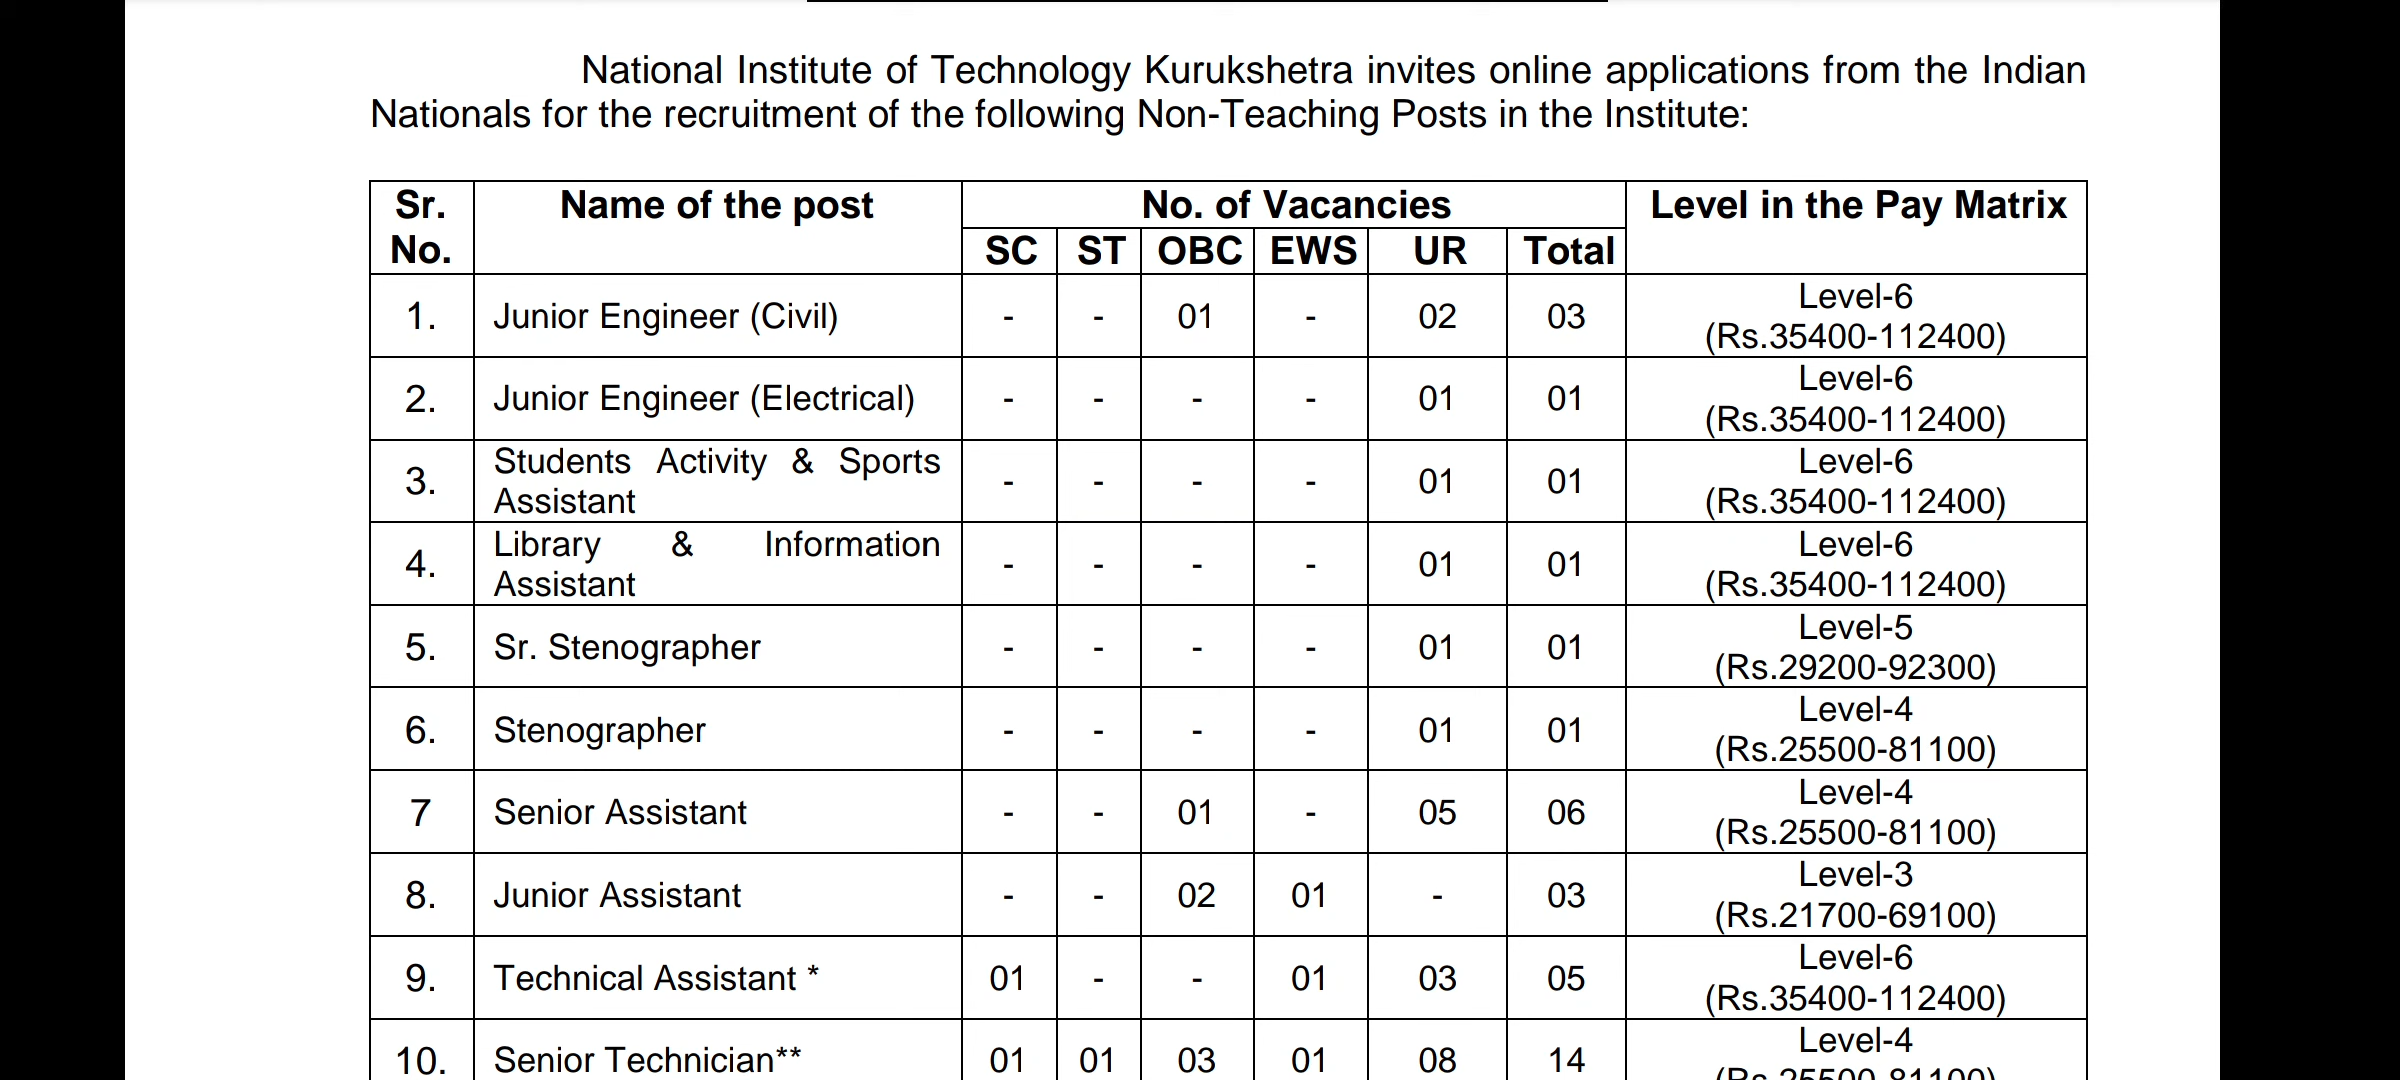 National Institute of Technology Kurukshetra invites online applications from the Indian
Nationals for the recruitment of the following Non-Teaching Posts in the Institute:
Sr. No. Name of the post No. of Vacancies Level in the Pay Matrix
SC ST OBC EWS UR Total
1. Junior Engineer (Civil) - - 01 - 02 03 Level-6
(Rs.35400-112400)
2. Junior Engineer (Electrical) - - - - 01 01 Level-6
(Rs.35400-112400)
3. Students Activity & Sports
Assistant - - - - 01 01 Level-6
(Rs.35400-112400)
4. Library & Information
Assistant - - - - 01 01 Level-6
(Rs.35400-112400)
5. Sr. Stenographer - - - - 01 01 Level-5
(Rs.29200-92300)
6. Stenographer - - - - 01 01 Level-4
(Rs.25500-81100)
7 Senior Assistant - - 01 - 05 06 Level-4
(Rs.25500-81100)
8. Junior Assistant - - 02 01 - 03 Level-3
(Rs.21700-69100)
9. Technical Assistant * 01 - - 01 03 05 Level-6
(Rs.35400-112400)
10. Senior Technician** 01 01 03 01 08 14 Level-4
(Rs.25500-81100)